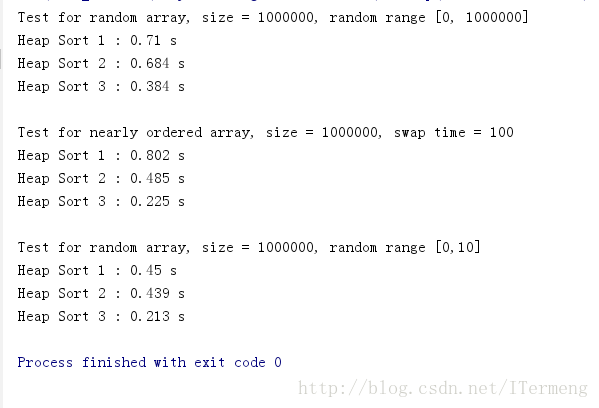 Test for random array, size = 1000000, random range [0, 1000000]
Heap Sort 1 : 0.71 s
Heap Sort 2 : 0.684 s
Heap Sort 3 : 0.384 s
Test for nearly ordered array, size = 1000000, swap time = 100
Heap Sort 1 : 0.802 s
Heap Sort 2 : 0.485 s
Heap Sort 3 : 0.225 s
Test for random array, size = 1000000, random range [0,10]
Heap Sort 1 : 0.45 s
Heap Sort 2 : 0.439 s
Heap Sort 3 : 0.213 s
Process finished with exit code 0
http://blog.csdn.net/ITermeng